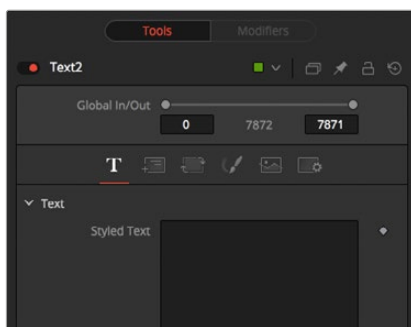 Tools Modifiers
Text2
Global In/Out
0 7872 7871
T
Text
Styled Text